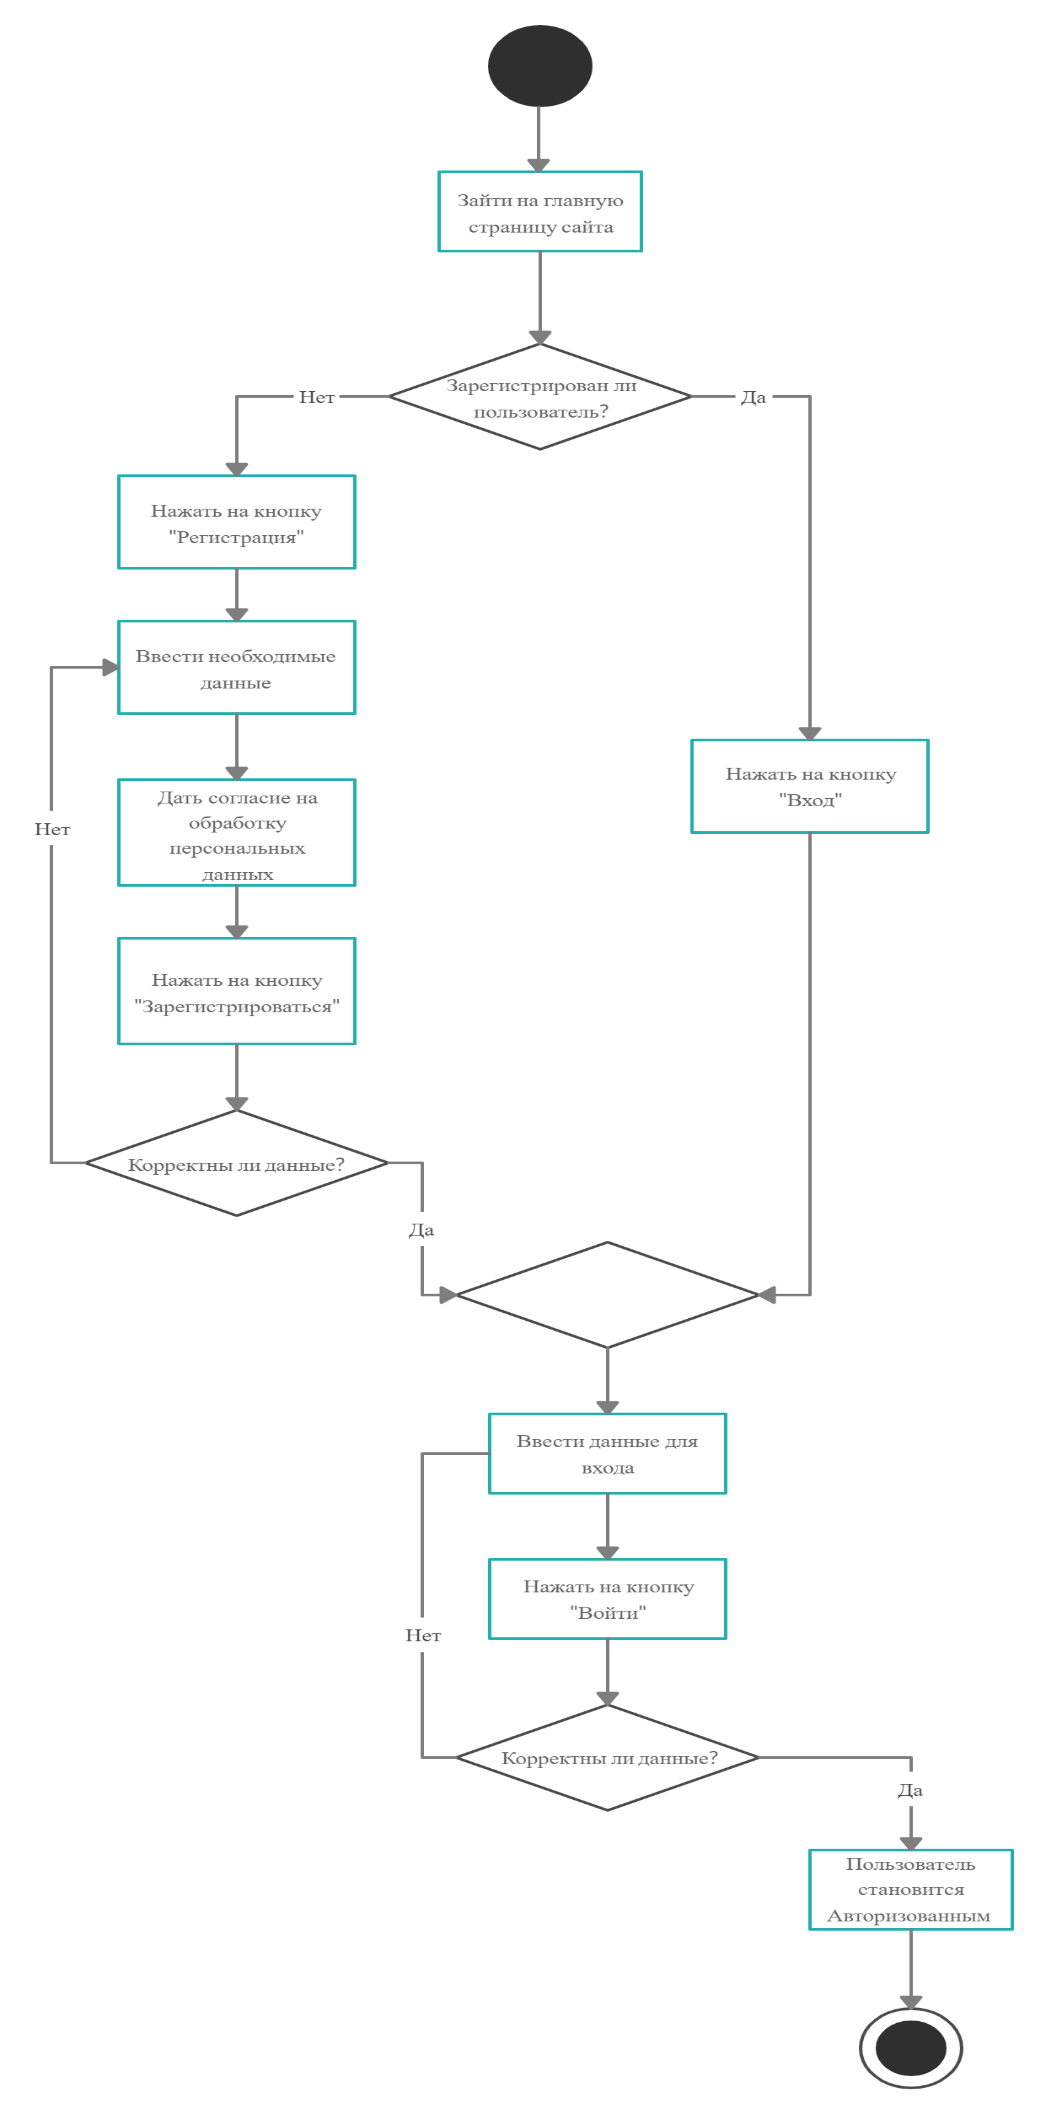 Зайти на главную
страницу сайта
Зарегистрирован ли
пользователь?
Нет
Да
Нажать на кнопку
"Регистрация"
Ввести необходимые
данные
Нажать на кнопку
"Вход"
Дать согласие на
обработку
персональных
данных
Нет
Нажать на кнопку
"Зарегистрироваться"
Корректны ли данные?
Да
Ввести данные для
входа
Нажать на кнопку
"Войти"
Нет
Корректны ли данные?
Да
Пользователь
становится
Авторизованным